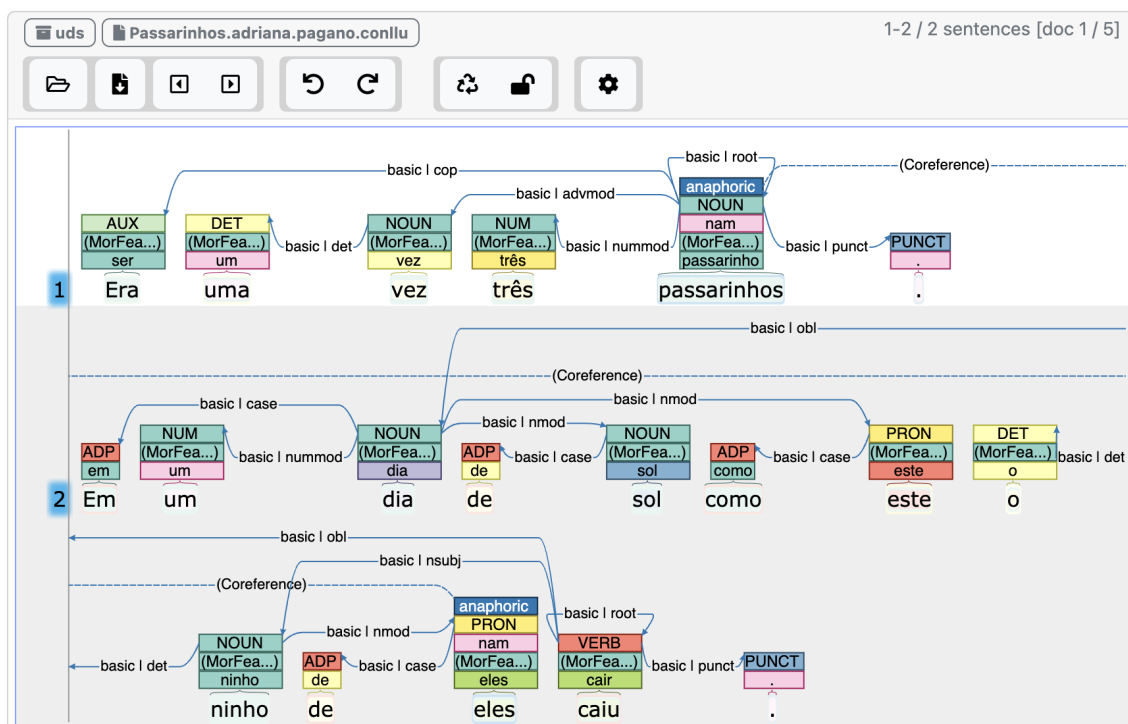 uds Passarinhos.adriana.pagano.conllu 1-2 / 2 sentences [doc 1 / 5]
basic | root
basic | cop (Coreference)
basic | advmod anaphoric
AUX DET NOUN NUM NOUN
nam
(MorFea...) (MorFea...) basic | det (MorFea...) (MorFea...) basic | nummod (MorFea...) basic | punct PUNCT
ser um vez três passarinho .
1 Era uma vez três passarinhos .
basic | obl
(Coreference)
basic | case basic | nmod
basic | nmod
NUM NOUN NOUN PRON DET
ADP (MorFea...) basic | nummod (MorFea...) ADP basic | case (MorFea...) ADP basic | case (MorFea...) (MorFea...) basic | det
em um dia de sol como este o
2 Em um dia de sol como este o
basic | obl
basic | nsubj
(Coreference)
anaphoric basic | root
basic | nmod PRON
NOUN nam VERB
basic | det (MorFea...) ADP basic | case (MorFea...) (MorFea...) basic | punct PUNCT
ninho de eles cair .
ninho de eles caiu .